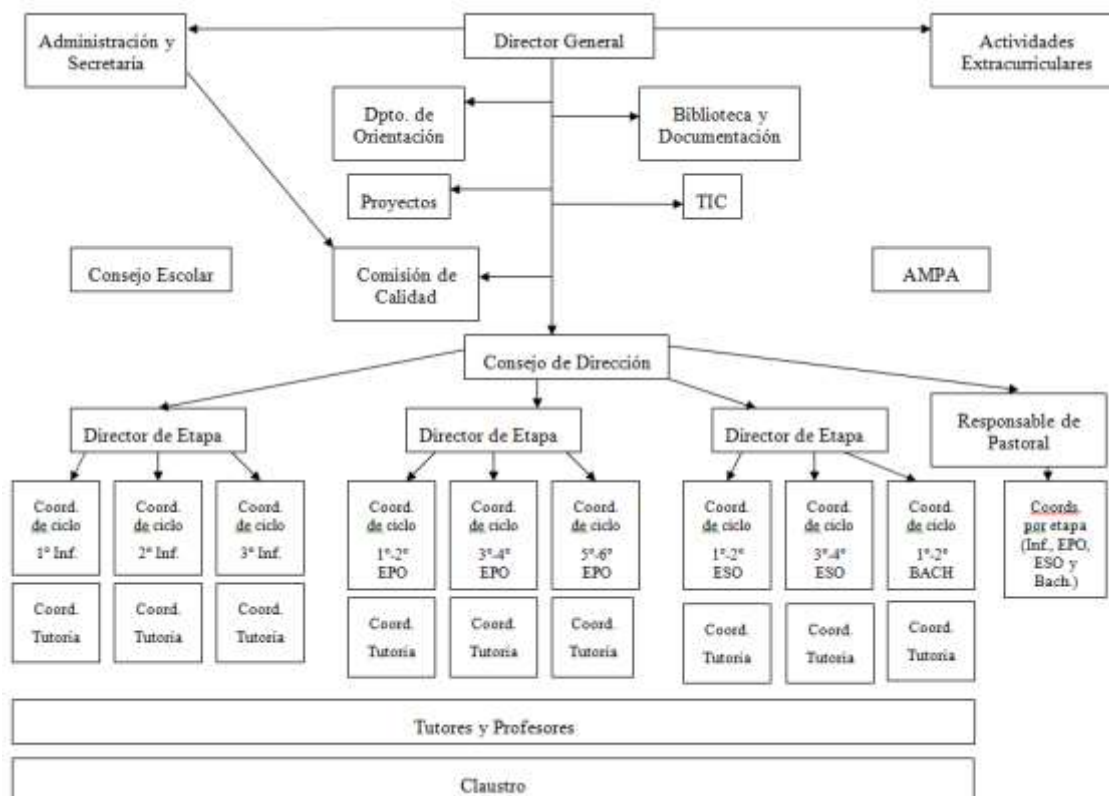 Administración y
Secretaría
Director General
Actividades
Extracurriculares
Dpto. de
Orientación
Biblioteca y
Documentación
Proyectos
TIC
Consejo Escolar
Comisión de
Calidad
AMPA
Consejo de Dirección
Director de Etapa
Director de Etapa
Director de Etapa
Responsable de
Pastoral
Coord.
de ciclo
1º Inf.
Coord.
de ciclo
2º Inf.
Coord.
de ciclo
3º Inf.
Coord.
de ciclo
1º-2º
EPO
Coord.
de ciclo
3º-4º
EPO
Coord.
de ciclo
5º-6º
EPO
Coord.
de ciclo
1º-2º
ESO
Coord.
de ciclo
3º-4º
ESO
Coord.
de ciclo
1º-2º
BACH
Coords.
por etapa
(Inf., EPO,
ESO y
Bach.)
Coord.
Tutoría
Coord.
Tutoría
Coord.
Tutoría
Coord.
Tutoría
Coord.
Tutoría
Coord.
Tutoría
Coord.
Tutoría
Coord.
Tutoría
Coord.
Tutoría
Tutores y Profesores
Claustro